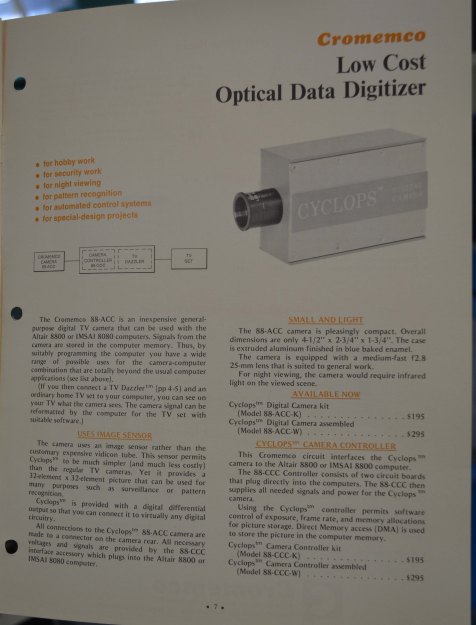 Cromemco
Low Cost
Optical Data Digitizer
• for hobby work
• for security work
• for night viewing
• for pattern recognition
• for automated control systems
• for special-design projects
CYCLOPS™ DIGITAL
CAMERA
CROMEMCO
CAMERA
88-ACC
CAMERA
CONTROLLER
88-CCC
TV
DAZZLER
TV
SET
The Cromemco 88-ACC is an inexpensive general-
purpose digital TV camera that can be used with the
Altair 8800 or IMSAI 8080 computers. Signals from the
camera are stored in the computer memory. Thus, by
suitably programming the computer you have a wide
range of possible uses for the camera-computer
combination that are totally beyond the usual computer
applications (see list above).
(If you then connect a TV Dazzler™ [pp 4-5] and an
ordinary home TV set to your computer, you can see on
your TV what the camera sees. The camera signal can be
reformatted by the computer for the TV set with
suitable software.)
USES IMAGE SENSOR
The camera uses an image sensor rather than the
customary expensive vidicon tube. This sensor permits
Cyclops™ to be much simpler (and much less costly)
than the regular TV cameras. Yet it provides a
32-element x 32-element picture that can be used for
many purposes such as surveillance or pattern
recognition.
Cyclops™ is provided with a digital differential
output so that you can connect it to virtually any digital
circuitry.
All connections to the Cyclops™ 88-ACC camera are
made to a connector on the camera rear. All necessary
voltages and signals are provided by the 88-CCC
interface accessory which plugs into the Altair 8800 or
IMSAI 8080 computer.
SMALL AND LIGHT
The 88-ACC camera is pleasingly compact. Overall
dimensions are only 4-1/2'' x 2-3/4'' x 1-3/4''. The case
is extruded aluminum finished in blue baked enamel.
The camera is equipped with a medium-fast f2.8
25-mm lens that is suited to general work.
For night viewing, the camera would require infrared
light on the viewed scene.
AVAILABLE NOW
Cyclops™ Digital Camera kit
(Model 88-ACC-K) . . . . . . . . . . . . . . . . $195
Cyclops™ Digital Camera assembled
(Model 88-ACC-W) . . . . . . . . . . . . . . . . $295
CYCLOPS™ CAMERA CONTROLLER
This Cromemco circuit interfaces the Cyclops™
camera to the Altair 8800 or IMSAI 8800 computer.
The 88-CCC Controller consists of two circuit boards
that plug directly into the computers. The 88-CCC then
supplies all needed signals and power for the Cyclops™
camera.
Using the Cyclops™ controller permits software
control of exposure, frame rate, and memory allocations
for picture storage. Direct Memory Access (DMA) is used
to store the picture in the computer memory.
Cyclops™ Camera Controller kit
(Model 88-CCC-K) . . . . . . . . . . . . . . . . $195
Cyclops™ Camera Controller assembled
(Model 88-CCC-W) . . . . . . . . . . . . . . . . $295
• 7 •